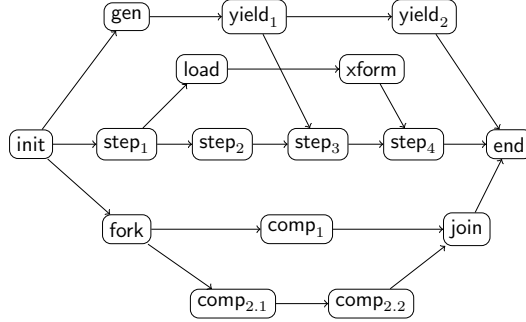 gen yield₁ yield₂
load xform
init step₁ step₂ step₃ step₄ end
fork comp₁ join
comp₂.₁ comp₂.₂